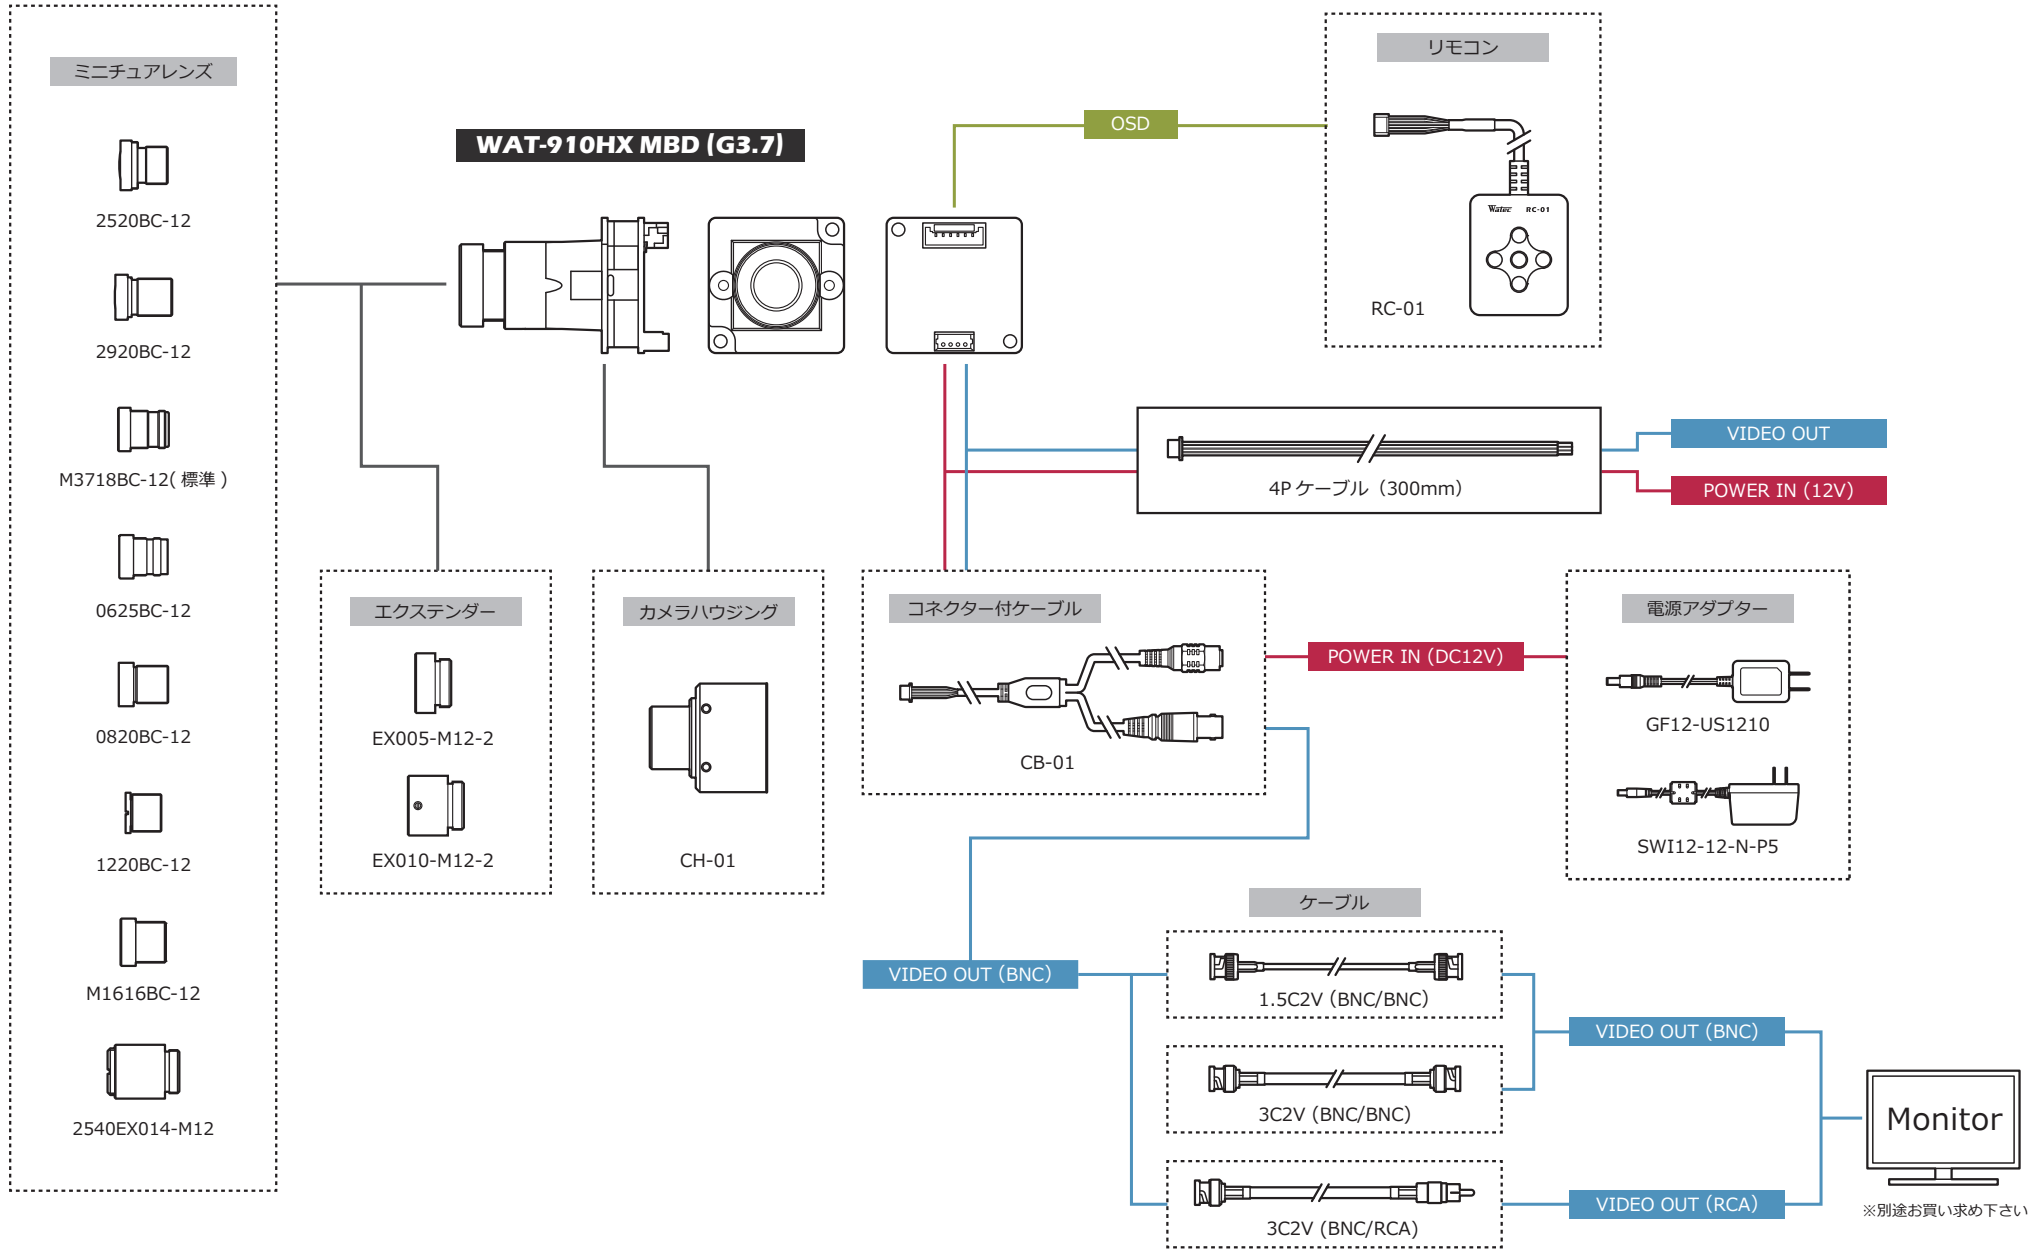 ミニチュアレンズ
2520BC-12
2920BC-12
M3718BC-12( 標準 )
0625BC-12
0820BC-12
1220BC-12
M1616BC-12
2540EX014-M12
WAT-910HX MBD (G3.7)
OSD
リモコン
Watec RC-01
RC-01
VIDEO OUT
4P ケーブル（300mm）
POWER IN (12V)
エクステンダー
EX005-M12-2
EX010-M12-2
カメラハウジング
CH-01
コネクター付ケーブル
CB-01
POWER IN (DC12V)
電源アダプター
GF12-US1210
SWI12-12-N-P5
ケーブル
VIDEO OUT (BNC)
1.5C2V (BNC/BNC)
3C2V (BNC/BNC)
3C2V (BNC/RCA)
VIDEO OUT (BNC)
VIDEO OUT (RCA)
Monitor
※別途お買い求め下さい